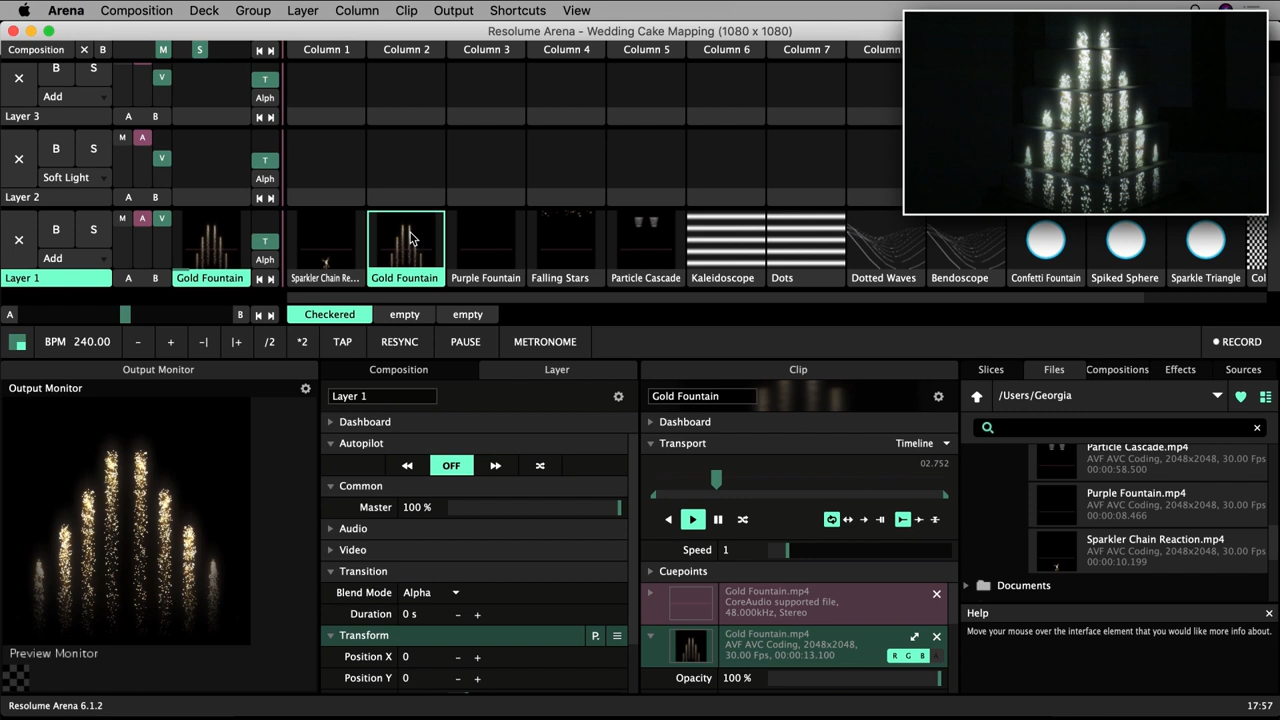 Arena Composition Deck Group Layer Column Clip Output Shortcuts View
Resolume Arena - Wedding Cake Mapping (1080 x 1080)
Composition X B M S Column 1 Column 2 Column 3 Column 4 Column 5 Column 6 Column 7 Colum
B S V T
Add Alph
Layer 3 A B
M A
B S V T
Soft Light Alph
Layer 2 A B
M A V
B S T
Add Alph
Layer 1 A B Gold Fountain Sparkler Chain Re... Gold Fountain Purple Fountain Falling Stars Particle Cascade Kaleidoscope Dots Dotted Waves Bendoscope Confetti Fountain Spiked Sphere Sparkle Triangle Col
A B Checkered empty empty
BPM 240.00 - + -| |+ /2 *2 TAP RESYNC PAUSE METRONOME RECORD
Output Monitor Composition Layer Clip Slices Files Compositions Effects Sources
Output Monitor
Layer 1
Gold Fountain
/Users/Georgia
Dashboard
Autopilot
OFF
Common
Master 100 %
Audio
Video
Transition
Blend Mode Alpha
Duration 0 s - +
Transform P.
Position X 0 - +
Position Y 0 - +
Dashboard
Transport Timeline
02.752
Speed 1
Cuepoints
Gold Fountain.mp4
CoreAudio supported file,
48.000kHz, Stereo
Gold Fountain.mp4
AVF AVC Coding, 2048x2048,
30.00 Fps, 00:00:13.100
R G B A
Opacity 100 %
Particle Cascade.mp4
AVF AVC Coding, 2048x2048, 30.00 Fps
00:00:58.500
Purple Fountain.mp4
AVF AVC Coding, 2048x2048, 30.00 Fps
00:00:08.466
Sparkler Chain Reaction.mp4
AVF AVC Coding, 2048x2048, 30.00 Fps
00:00:10.199
Documents
Help
Move your mouse over the interface element that you would like more info about.
Preview Monitor
Resolume Arena 6.1.2 17:57